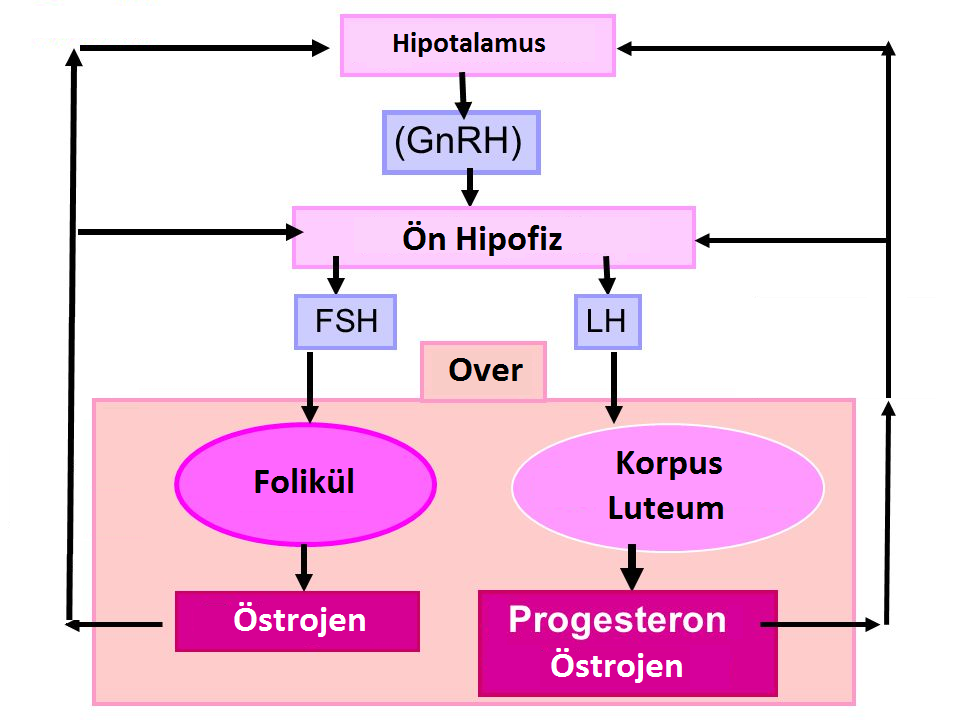 Hipotalamus
(GnRH)
Ön Hipofiz
FSH
LH
Over
Folikül
Korpus
Luteum
Östrojen
Progesteron
Östrojen